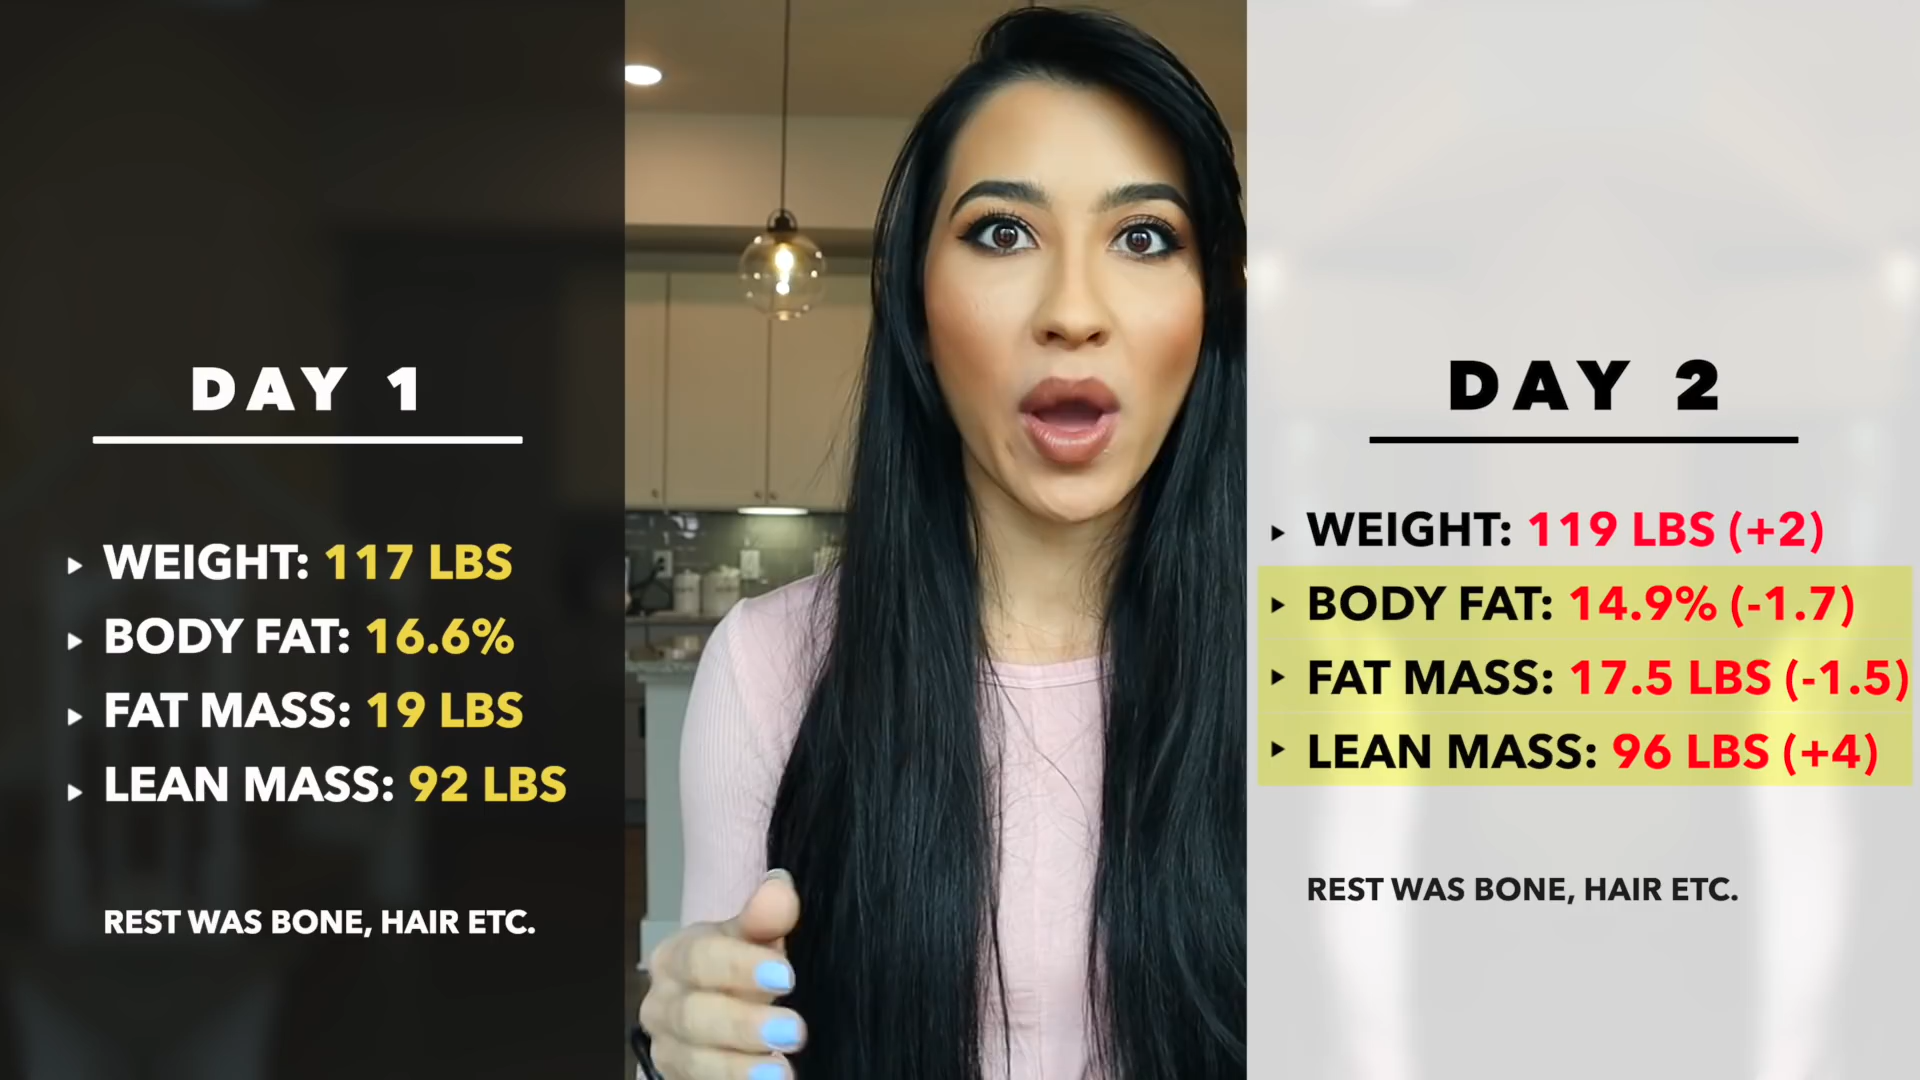 DAY 1
WEIGHT: 117 LBS
BODY FAT: 16.6%
FAT MASS: 19 LBS
LEAN MASS: 92 LBS
REST WAS BONE, HAIR ETC.
DAY 2
WEIGHT: 119 LBS (+2)
BODY FAT: 14.9% (-1.7)
FAT MASS: 17.5 LBS (-1.5)
LEAN MASS: 96 LBS (+4)
REST WAS BONE, HAIR ETC.